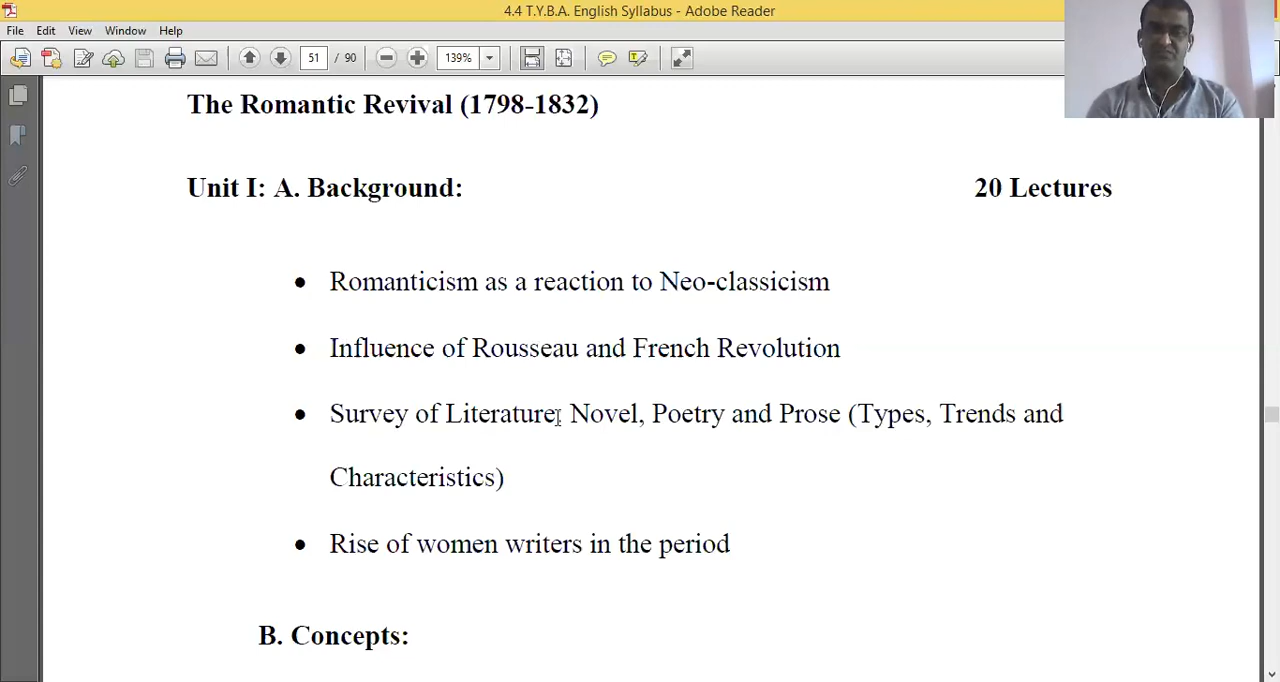 4.4 T.Y.B.A. English Syllabus - Adobe Reader
File Edit View Window Help
51 / 90 139%
The Romantic Revival (1798-1832)
Unit I: A. Background: 20 Lectures
• Romanticism as a reaction to Neo-classicism
• Influence of Rousseau and French Revolution
• Survey of Literature: Novel, Poetry and Prose (Types, Trends and
Characteristics)
• Rise of women writers in the period
B. Concepts: